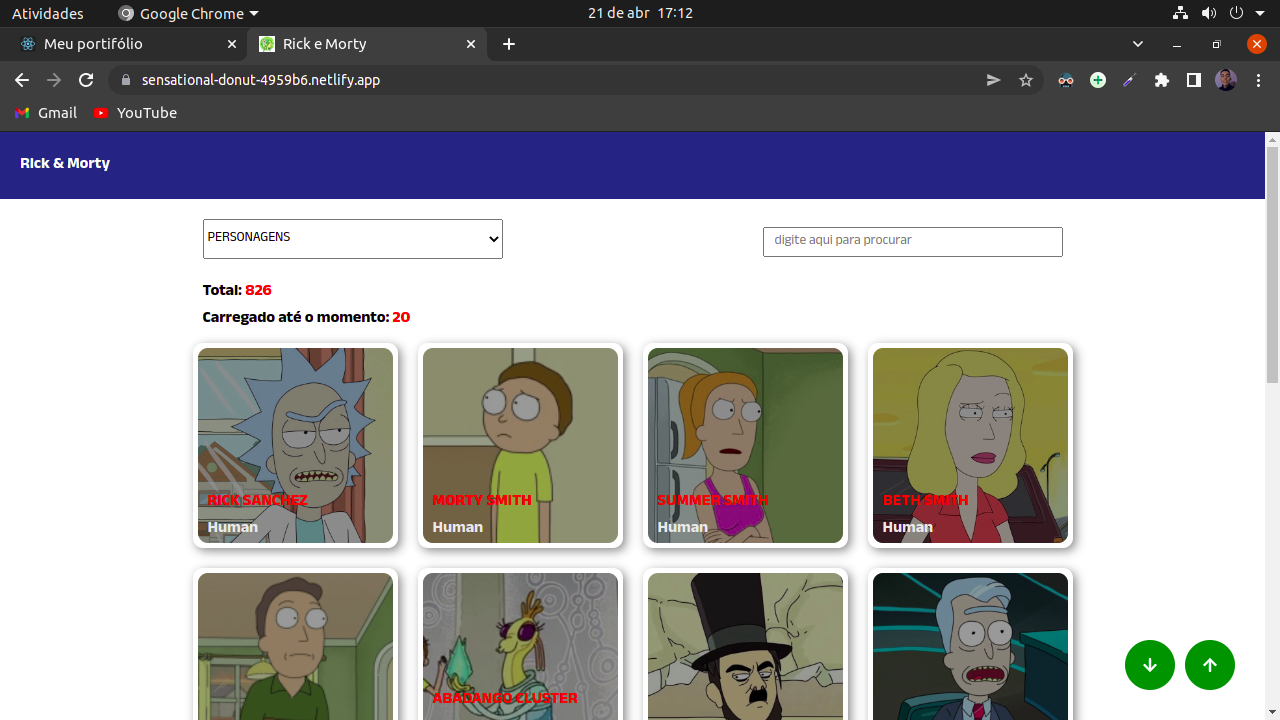 Atividades
Google Chrome
21 de abr 17:12
Meu portifólio
Rick e Morty
sensational-donut-4959b6.netlify.app
Gmail
YouTube
Rick & Morty
PERSONAGENS
digite aqui para procurar
Total: 826
Carregado até o momento: 20
RICK SANCHEZ
Human
MORTY SMITH
Human
SUMMER SMITH
Human
BETH SMITH
Human
ABADANGO CLUSTER